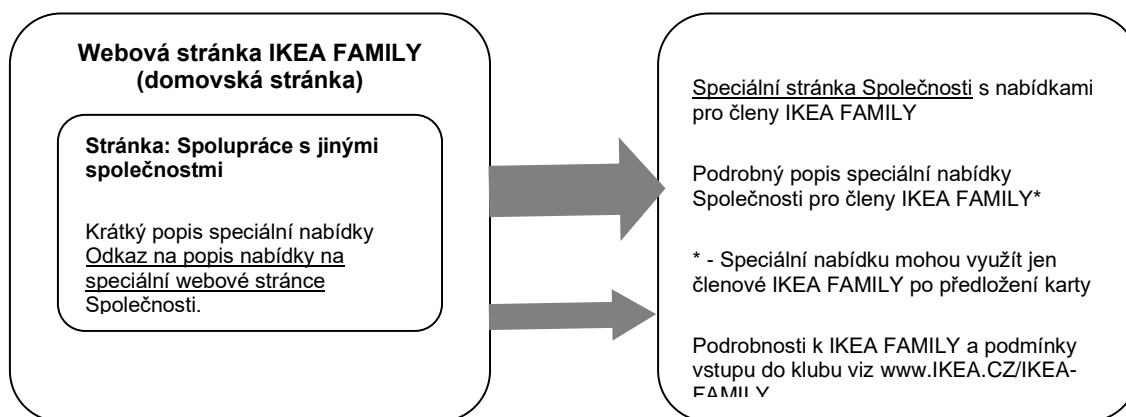 Webová stránka IKEA FAMILY
(domovská stránka)
Stránka: Spolupráce s jinými
společnostmi
Krátký popis speciální nabídky
Odkaz na popis nabídky na
speciální webové stránce
Společnosti.
Speciální stránka Společnosti s nabídkami
pro členy IKEA FAMILY
Podrobný popis speciální nabídky
Společnosti pro členy IKEA FAMILY*
* - Speciální nabídku mohou využít jen
členové IKEA FAMILY po předložení karty
Podrobnosti k IKEA FAMILY a podmínky
vstupu do klubu viz www.IKEA.CZ/IKEA-
FAMILY